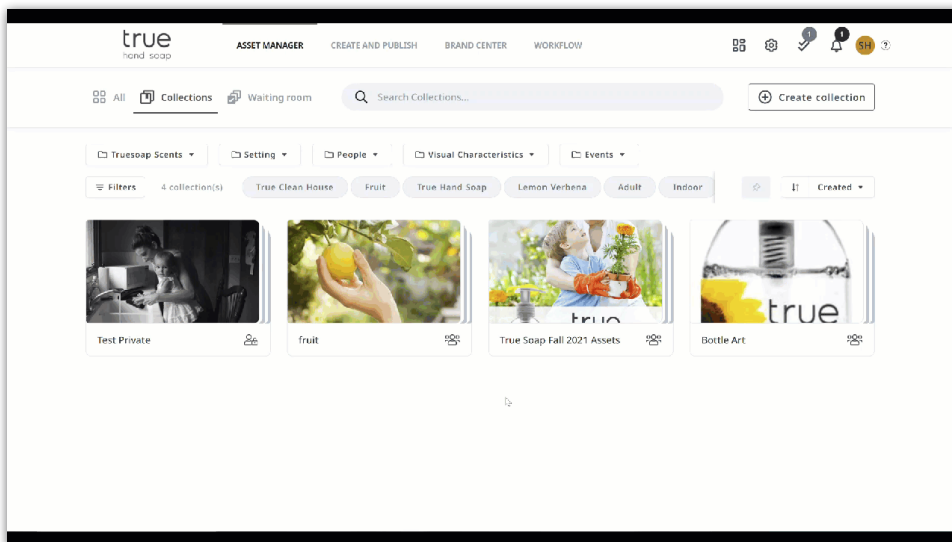 true
hand soap
ASSET MANAGER
CREATE AND PUBLISH
BRAND CENTER
WORKFLOW
1
1
SH
?
All
Collections
Waiting room
Search Collections...
Create collection
Truesoap Scents
Setting
People
Visual Characteristics
Events
Filters
4 collection(s)
True Clean House
Fruit
True Hand Soap
Lemon Verbena
Adult
Indoor
Created
true
true
Test Private
fruit
True Soap Fall 2021 Assets
Bottle Art